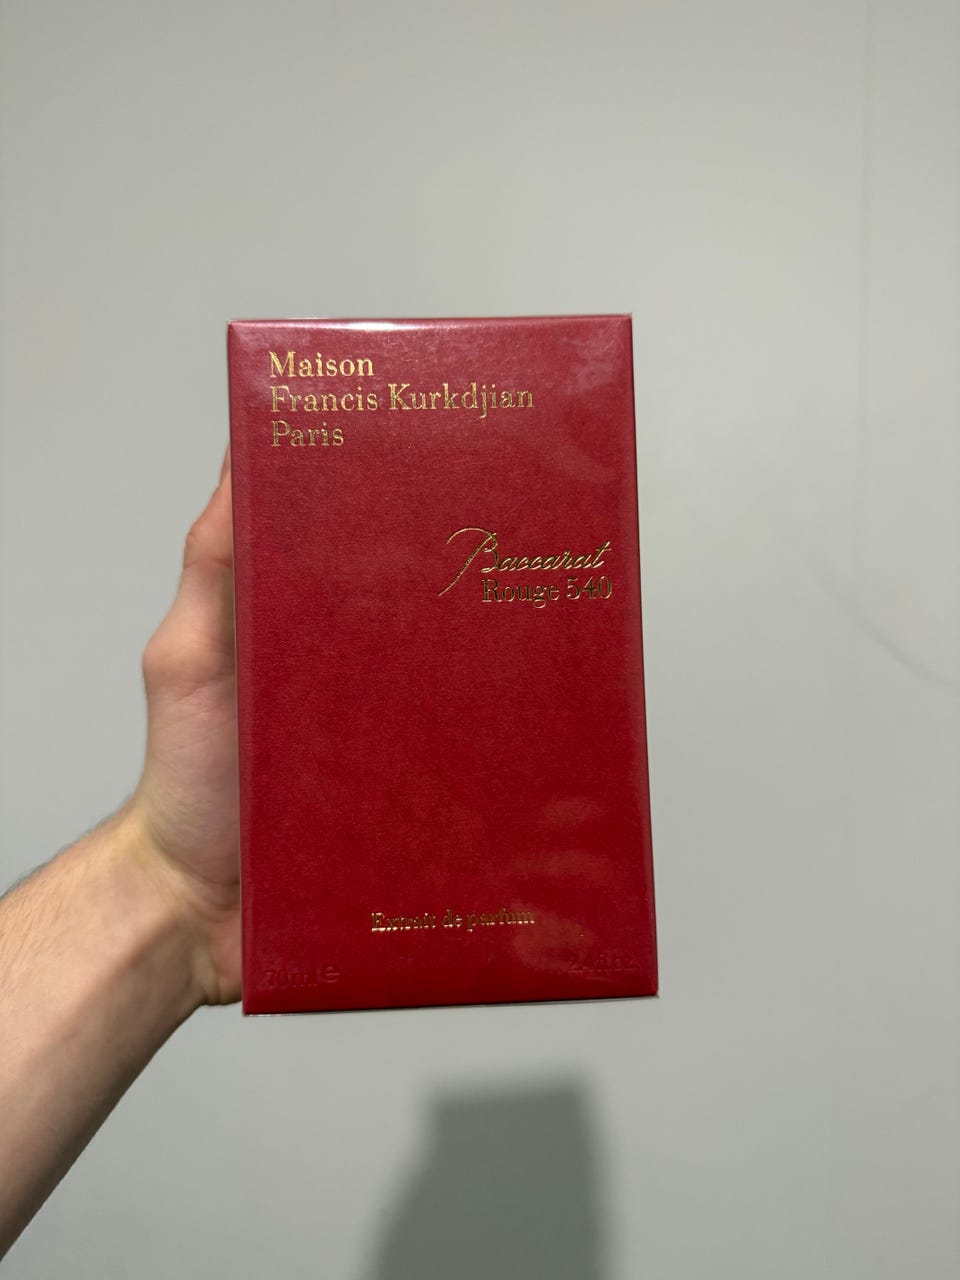 Maison
Francis Kurkdjian
Paris
Baccarat
Rouge 540
Extrait de parfum
70 ml e 2.4 fl.oz